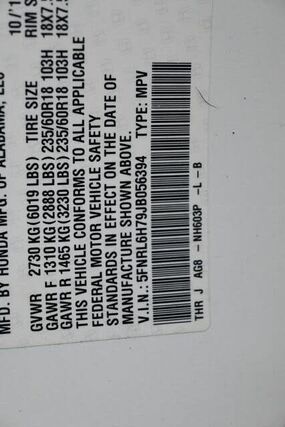 MFD. BY HONDA MFG. OF ALABAMA, LLC 10/'1
GVWR 2730 KG (6019 LBS) TIRE SIZE RIM S
GAWR F 1310 KG (2888 LBS) 235/60R18 103H 18X7.
GAWR R 1465 KG (3230 LBS) 235/60R18 103H 18X7.
THIS VEHICLE CONFORMS TO ALL APPLICABLE
FEDERAL MOTOR VEHICLE SAFETY
STANDARDS IN EFFECT ON THE DATE OF
MANUFACTURE SHOWN ABOVE.
V.I.N.: 5FNRL6H79JB056394 TYPE: MPV
THR J AG8 - NH603P -L -B